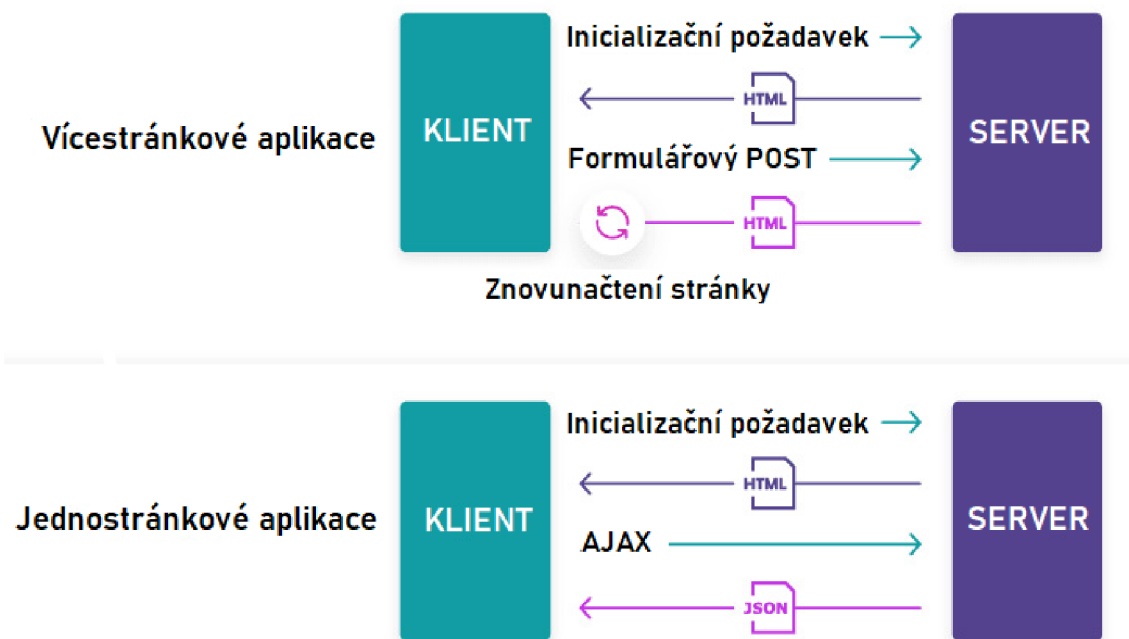 Inicializační požadavek
HTML
Vícestránkové aplikace
KLIENT
SERVER
Formulářový POST
HTML
Znovunačtení stránky
Inicializační požadavek
HTML
Jednostránkové aplikace
KLIENT
SERVER
AJAX
JSON